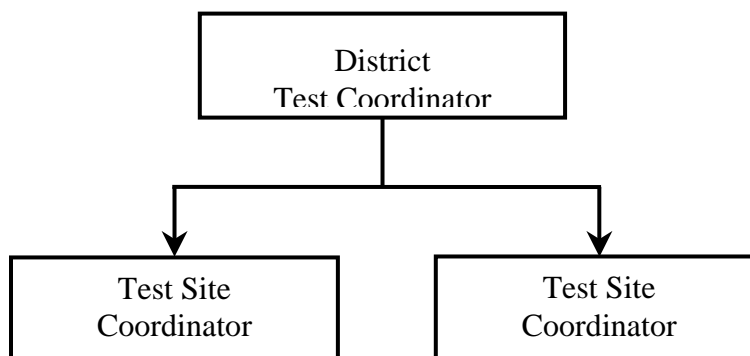 District
Test Coordinator
Test Site
Coordinator
Test Site
Coordinator